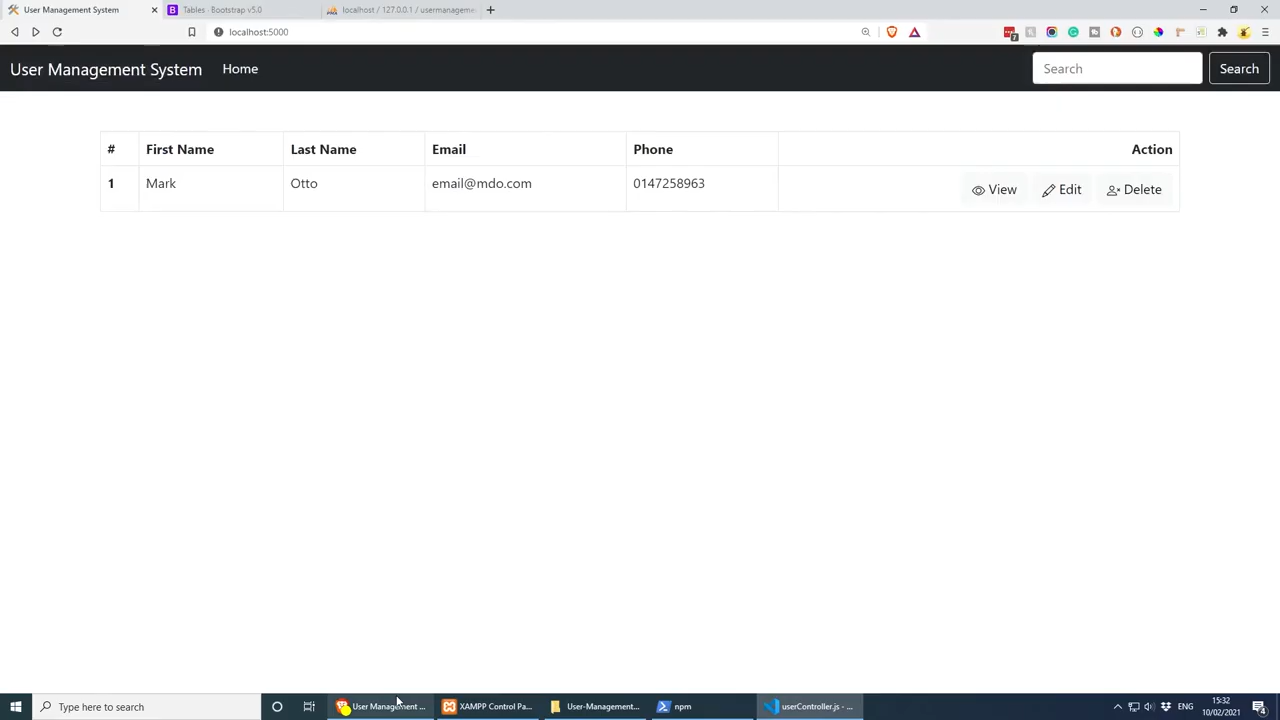 User Management System
Tables · Bootstrap v5.0
localhost / 127.0.0.1 / usermanageme
localhost:5000
7
User Management System Home
Search
Search
# First Name Last Name Email Phone Action
1 Mark Otto email@mdo.com 0147258963 View Edit Delete
Type here to search
User Management ...
XAMPP Control Pa...
User-Management...
npm
userController.js - ...
ENG
15:32
10/02/2021
4